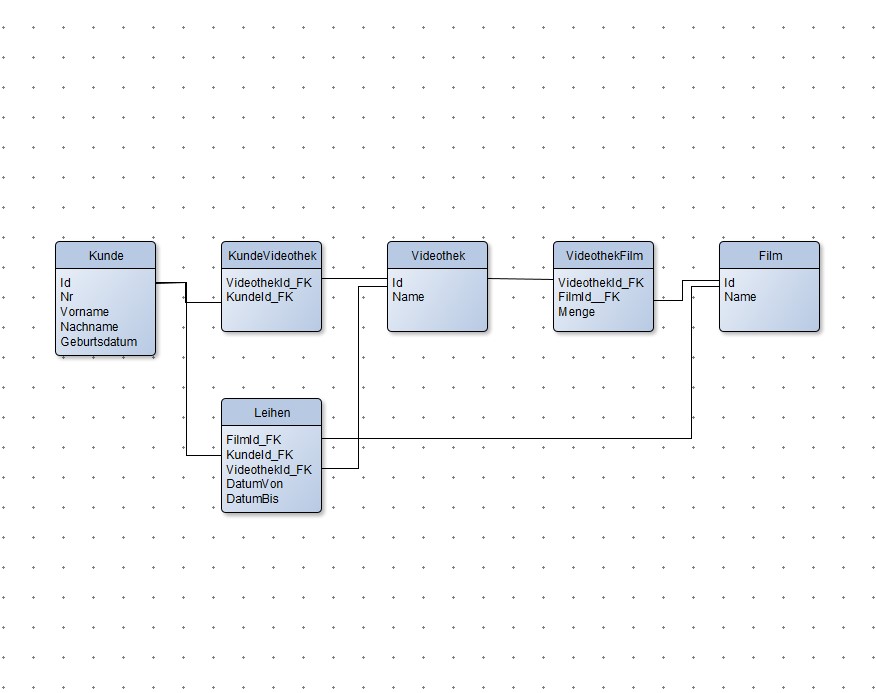 Kunde
Id
Nr
Vorname
Nachname
Geburtsdatum
KundeVideothek
VideothekId_FK
KundeId_FK
Videothek
Id
Name
VideothekFilm
VideothekId_FK
FilmId__FK
Menge
Film
Id
Name
Leihen
FilmId_FK
KundeId_FK
VideothekId_FK
DatumVon
DatumBis